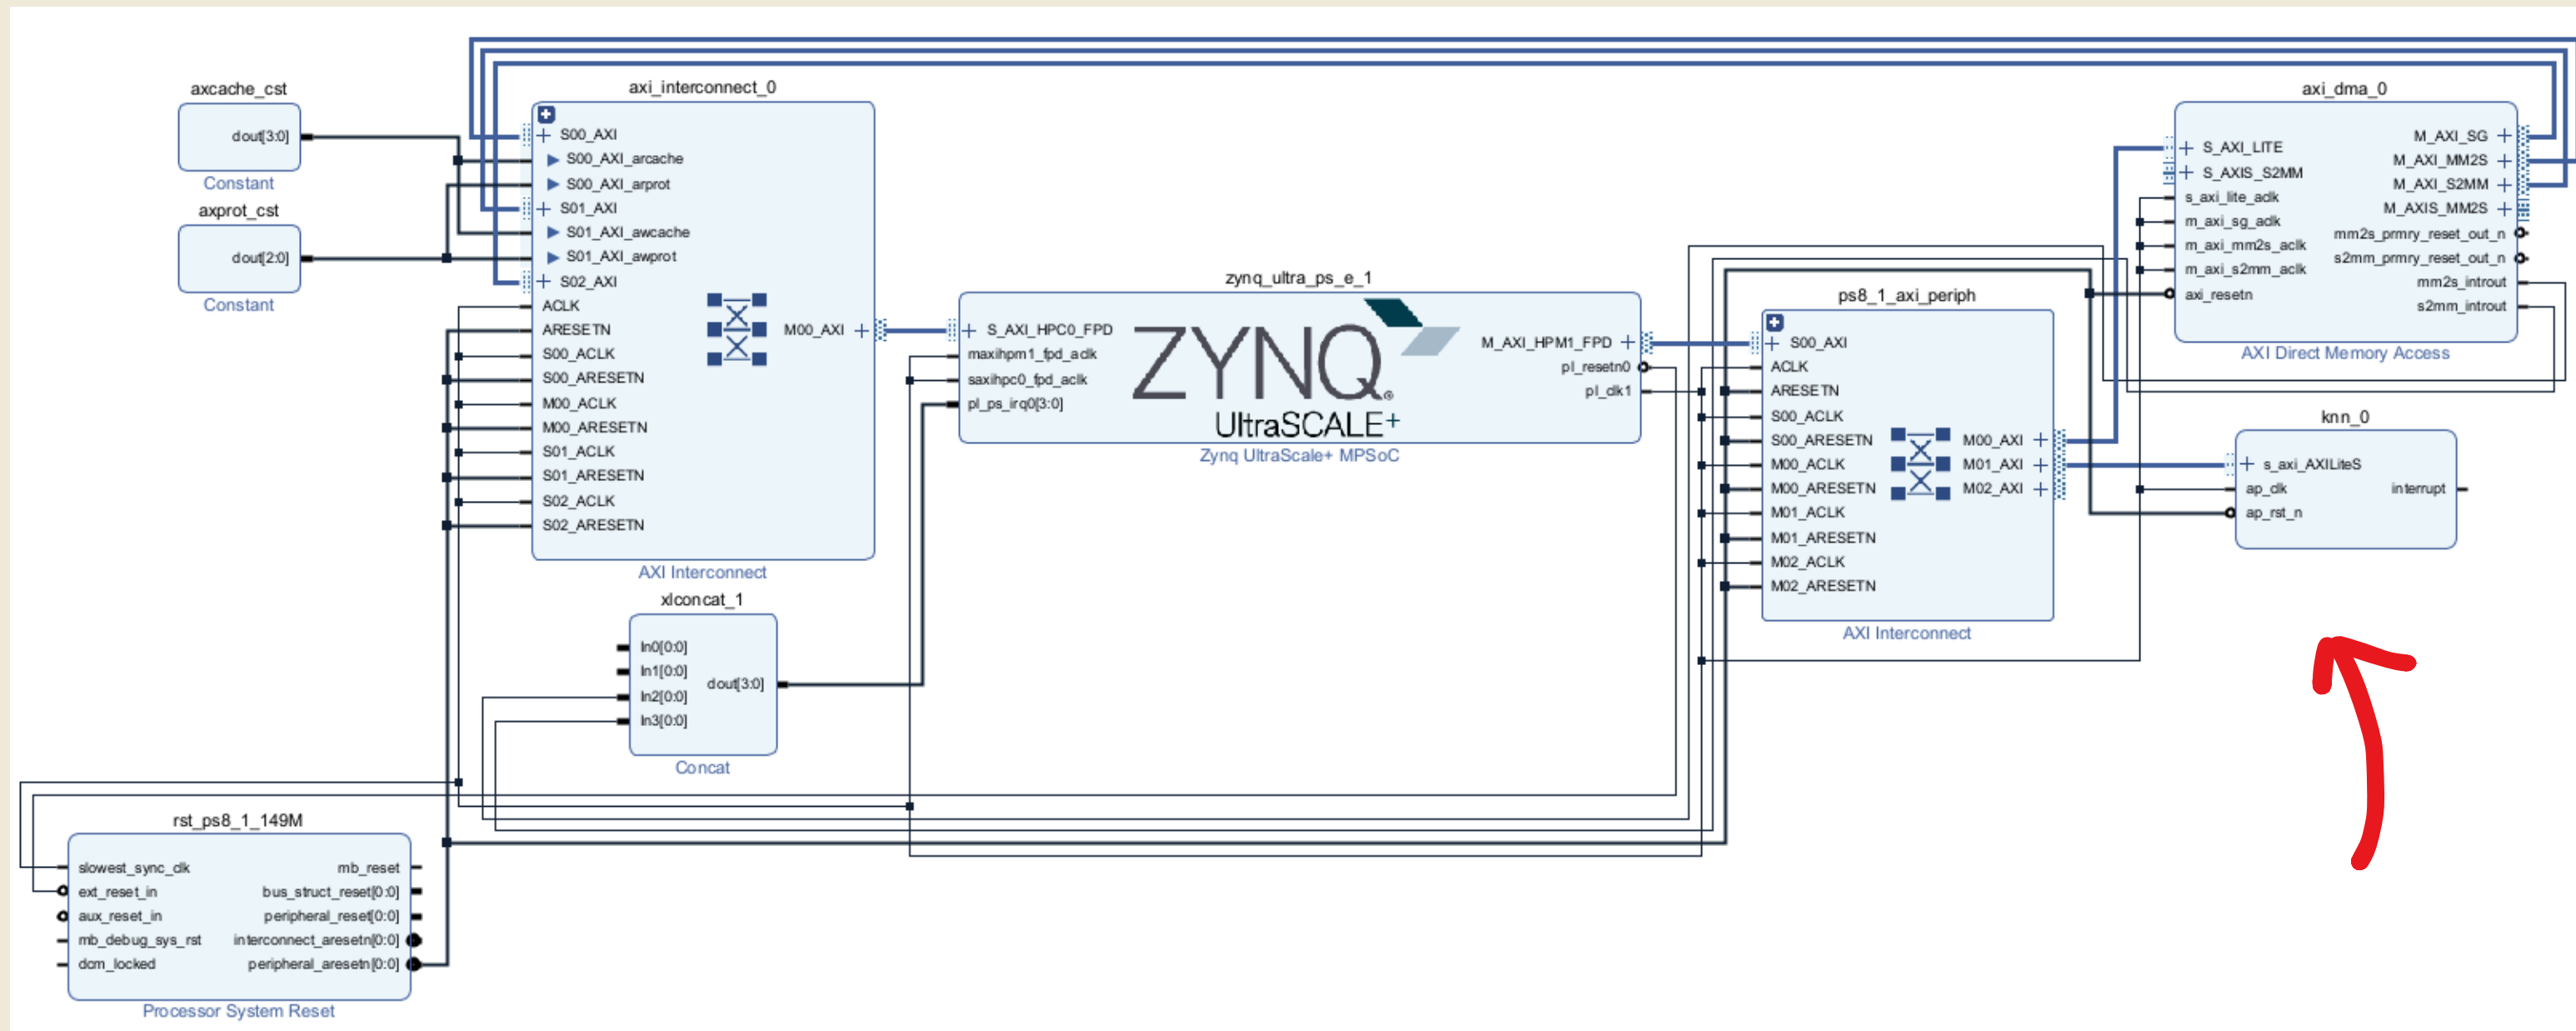 axcache_cst
dout[3:0]
Constant
axprot_cst
dout[2:0]
Constant
axi_interconnect_0
S00_AXI
S00_AXI_arcache
S00_AXI_arprot
S01_AXI
S01_AXI_awcache
S01_AXI_awprot
S02_AXI
ACLK
ARESETN
S00_ACLK
S00_ARESETN
M00_ACLK
M00_ARESETN
S01_ACLK
S01_ARESETN
S02_ACLK
S02_ARESETN
M00_AXI
AXI Interconnect
xlconcat_1
In0[0:0]
In1[0:0]
In2[0:0]
In3[0:0]
dout[3:0]
Concat
rst_ps8_1_149M
slowest_sync_clk
ext_reset_in
aux_reset_in
mb_debug_sys_rst
dcm_locked
mb_reset
bus_struct_reset[0:0]
peripheral_reset[0:0]
interconnect_aresetn[0:0]
peripheral_aresetn[0:0]
Processor System Reset
zynq_ultra_ps_e_1
S_AXI_HPC0_FPD
maxihpm1_fpd_aclk
saxihpc0_fpd_aclk
pl_ps_irq0[3:0]
ZYNQ
UltraSCALE+
M_AXI_HPM1_FPD
pl_resetn0
pl_clk1
Zynq UltraScale+ MPSoC
ps8_1_axi_periph
S00_AXI
ACLK
ARESETN
S00_ACLK
S00_ARESETN
M00_ACLK
M00_ARESETN
M01_ACLK
M01_ARESETN
M02_ACLK
M02_ARESETN
M00_AXI
M01_AXI
M02_AXI
AXI Interconnect
axi_dma_0
S_AXI_LITE
S_AXIS_S2MM
s_axi_lite_aclk
m_axi_sg_aclk
m_axi_mm2s_aclk
m_axi_s2mm_aclk
axi_resetn
M_AXI_SG
M_AXI_MM2S
M_AXI_S2MM
M_AXIS_MM2S
mm2s_prmry_reset_out_n
s2mm_prmry_reset_out_n
mm2s_introut
s2mm_introut
AXI Direct Memory Access
knn_0
s_axi_AXILiteS
ap_clk
ap_rst_n
interrupt